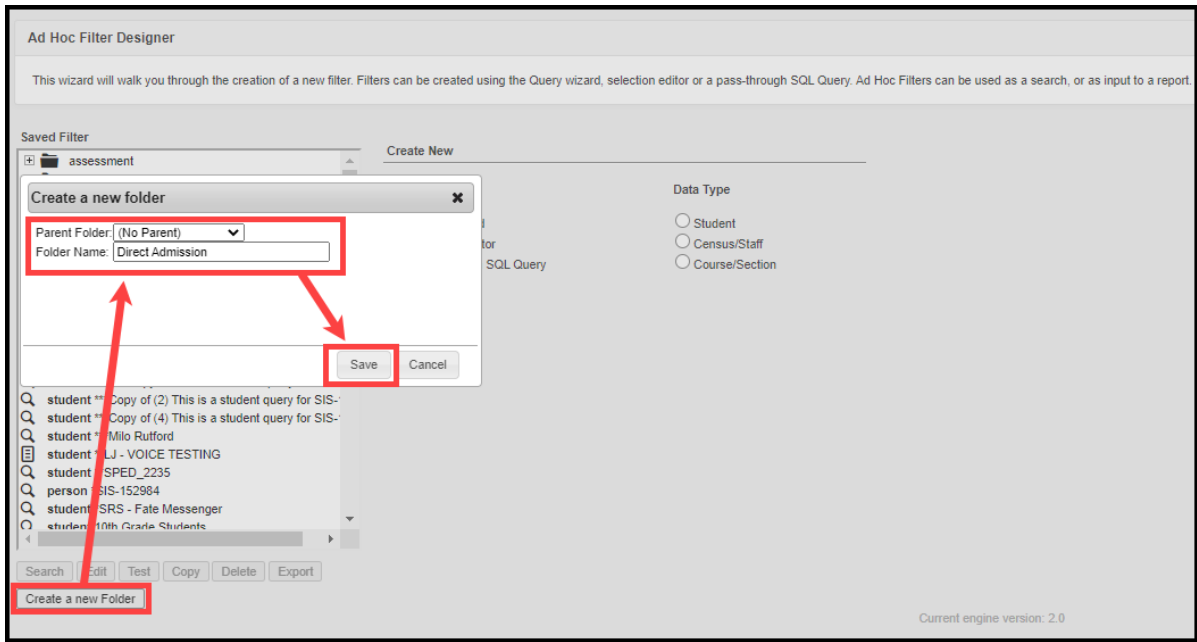 Ad Hoc Filter Designer
This wizard will walk you through the creation of a new filter. Filters can be created using the Query wizard, selection editor or a pass-through SQL Query. Ad Hoc Filters can be used as a search, or as input to a report.
Saved Filter
assessment
Create New
Create a new folder
Parent Folder: (No Parent)
Folder Name: Direct Admission
Save
Cancel
Data Type
Student
tor
Census/Staff
SQL Query
Course/Section
student ** Copy of (2) This is a student query for SIS-
student ** Copy of (4) This is a student query for SIS-
student **Milo Rutford
student *LJ - VOICE TESTING
student *SPED_2235
person *SIS-152984
student *SRS - Fate Messenger
student 10th Grade Students
Search
Edit
Test
Copy
Delete
Export
Create a new Folder
Current engine version: 2.0